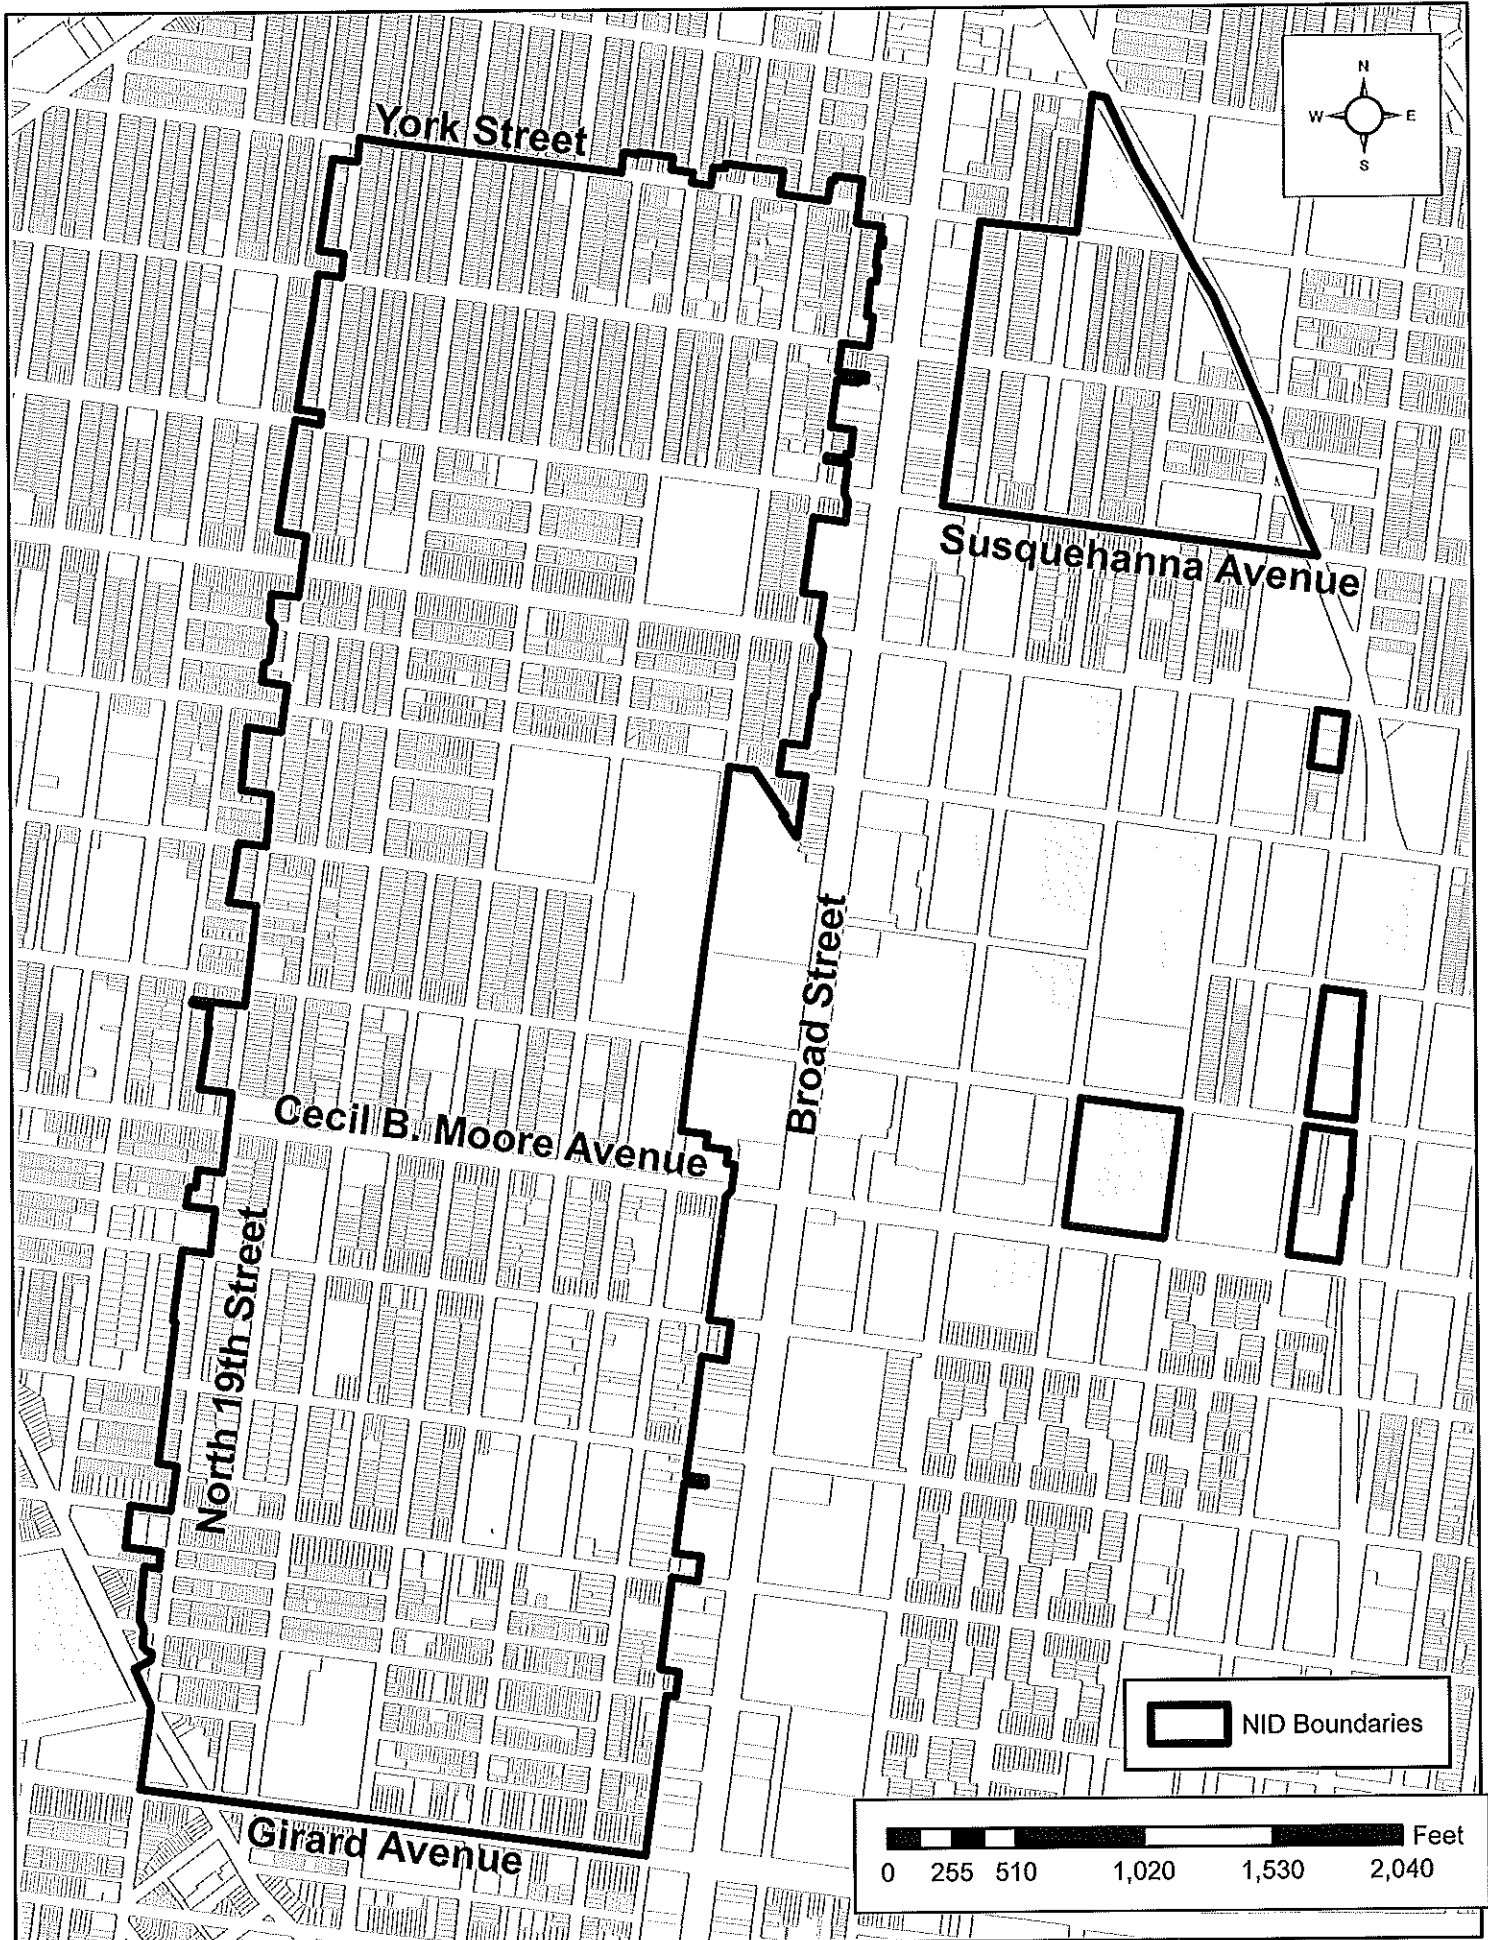 N
W E
S
York Street
Susquehanna Avenue
Broad Street
Cecil B. Moore Avenue
North 19th Street
NID Boundaries
Girard Avenue
Feet
0 255 510 1,020 1,530 2,040